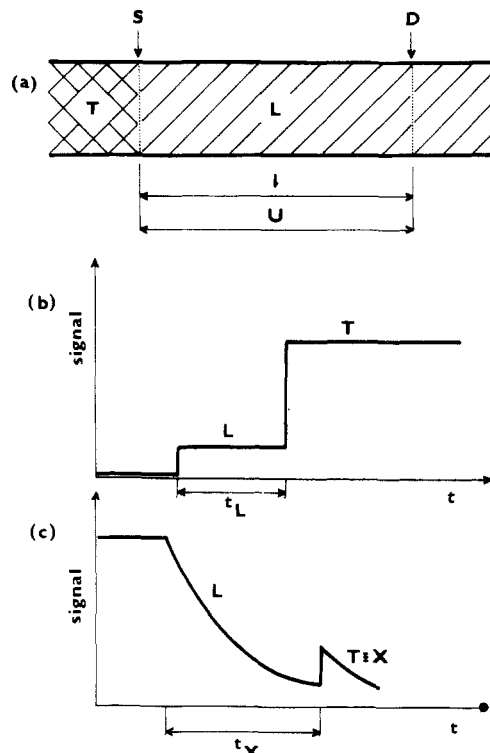 S D
(a) T L
l
U
(b) signal L T
t_L t
(c) signal L T≡X
t_X t